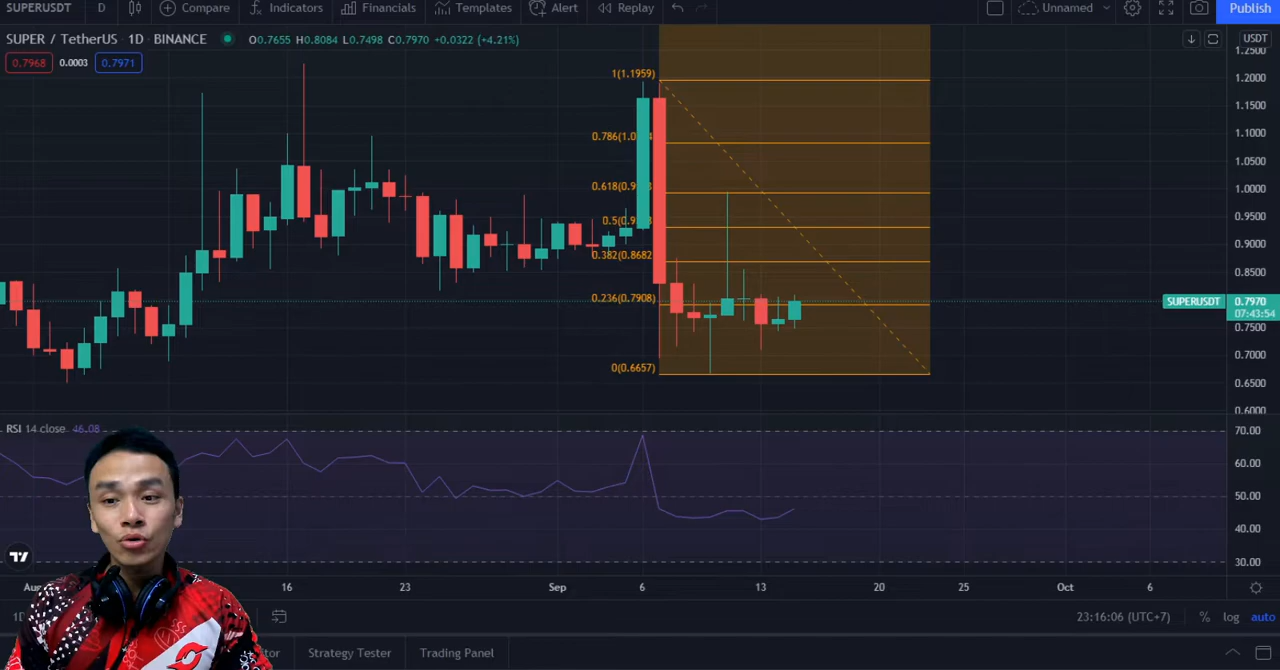 SUPERUSDT D Compare Indicators Financials Templates Alert Replay Unnamed Publish
SUPER / TetherUS · 1D · BINANCE O0.7655 H0.8084 L0.7498 C0.7970 +0.0322 (+4.21%) USDT
0.7968 0.0003 0.7971
1.2500
1(1.1959) 1.2000
1.1500
0.786(1.0 1.1000
1.0500
0.618(0.9 1.0000
0.5(0.9 0.9500
0.9000
0.382(0.8682) 0.8500
0.236(0.7908) SUPERUSDT 0.7970
07:43:54
0.7500
0.7000
0(0.6657) 0.6500
0.6000
RSI 14 close 46.08 70.00
60.00
50.00
40.00
30.00
Aug 16 23 Sep 6 13 20 25 Oct 6
1D 23:16:06 (UTC+7) % log auto
tor Strategy Tester Trading Panel